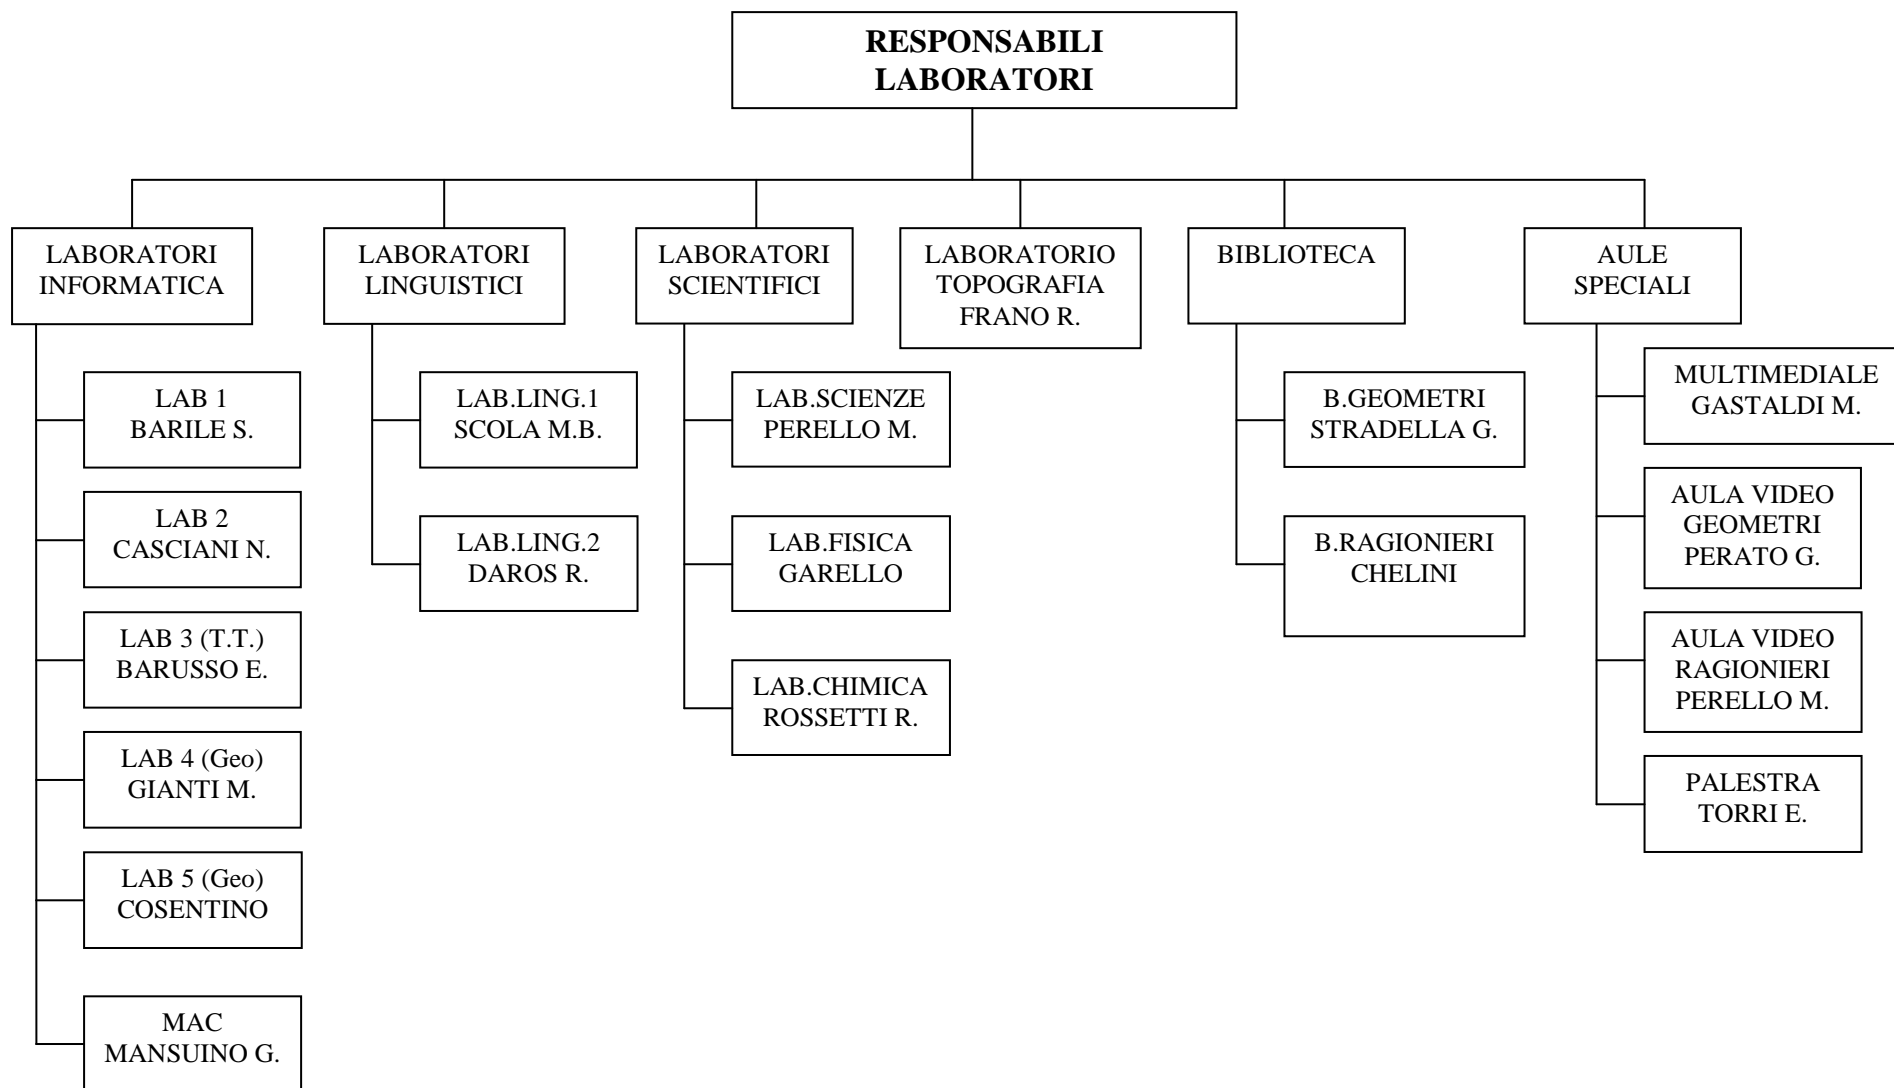 RESPONSABILI
LABORATORI
LABORATORI
INFORMATICA
LABORATORI
LINGUISTICI
LABORATORI
SCIENTIFICI
LABORATORIO
TOPOGRAFIA
FRANO R.
BIBLIOTECA
AULE
SPECIALI
LAB 1
BARILE S.
LAB 2
CASCIANI N.
LAB 3 (T.T.)
BARUSSO E.
LAB 4 (Geo)
GIANTI M.
LAB 5 (Geo)
COSENTINO
MAC
MANSUINO G.
LAB.LING.1
SCOLA M.B.
LAB.LING.2
DAROS R.
LAB.SCIENZE
PERELLO M.
LAB.FISICA
GARELLO
LAB.CHIMICA
ROSSETTI R.
B.GEOMETRI
STRADELLA G.
B.RAGIONIERI
CHELINI
MULTIMEDIALE
GASTALDI M.
AULA VIDEO
GEOMETRI
PERATO G.
AULA VIDEO
RAGIONIERI
PERELLO M.
PALESTRA
TORRI E.